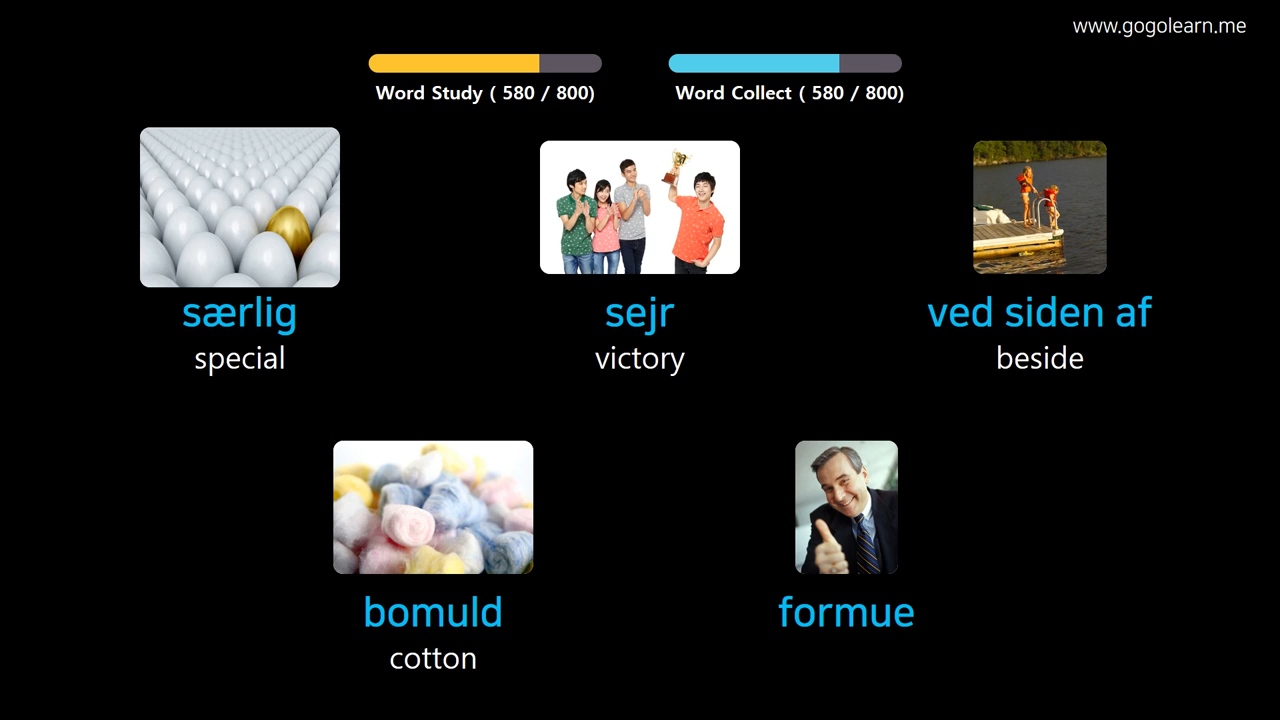 www.gogolearn.me
Word Study ( 580 / 800)
Word Collect ( 580 / 800)
særlig
special
sejr
victory
ved siden af
beside
bomuld
cotton
formue